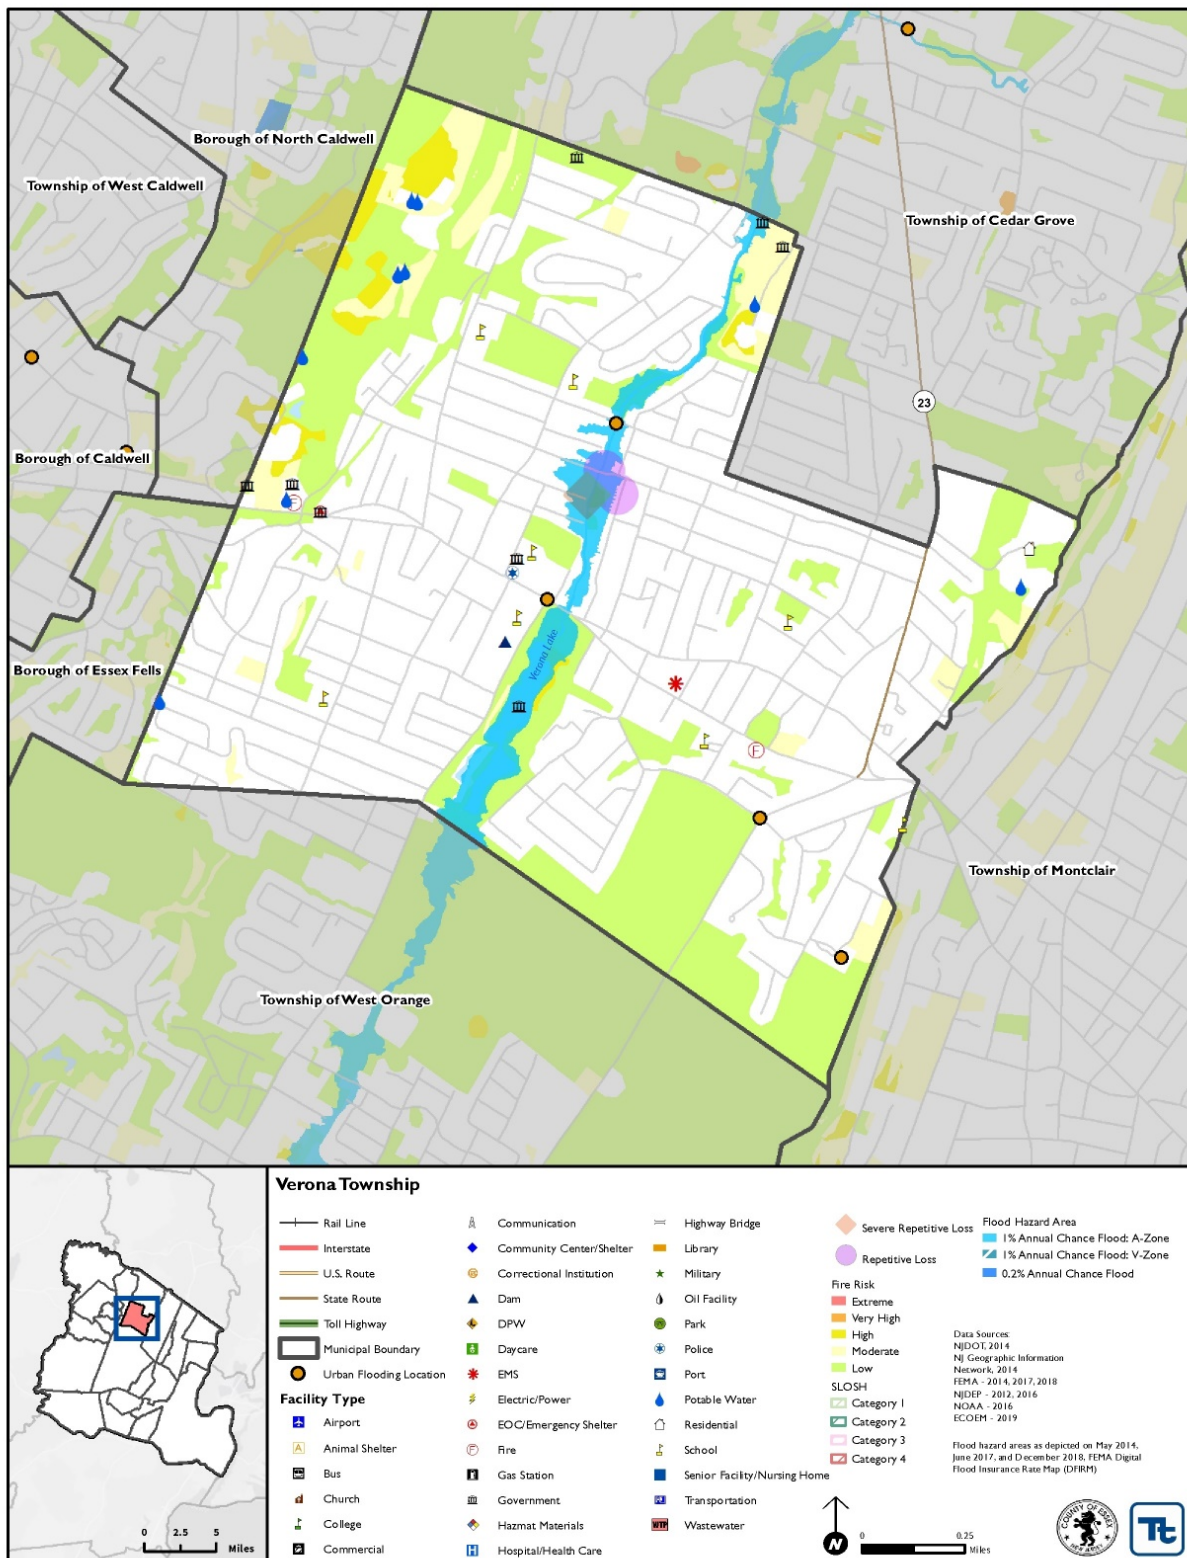 Borough of North Caldwell
Township of West Caldwell
Township of Cedar Grove
23
Borough of Caldwell
Verona Lake
Borough of Essex Fells
Township of Montclair
Township of West Orange
Verona Township
Rail Line
Interstate
U.S. Route
State Route
Toll Highway
Municipal Boundary
Urban Flooding Location
Facility Type
Airport
A
Animal Shelter
Bus
Church
College
Commercial
Communication
Community Center/Shelter
Correctional Institution
Dam
DPW
Daycare
EMS
Electric/Power
EOC/Emergency Shelter
F
Fire
Gas Station
Government
Hazmat Materials
H
Hospital/Health Care
Highway Bridge
Library
Military
Oil Facility
Park
Police
Port
Potable Water
Residential
School
Senior Facility/Nursing Home
Transportation
WTP
Wastewater
Severe Repetitive Loss
Repetitive Loss
Fire Risk
Extreme
Very High
High
Moderate
Low
SLOSH
Category 1
Category 2
Category 3
Category 4
Flood Hazard Area
1% Annual Chance Flood: A-Zone
1% Annual Chance Flood: V-Zone
0.2% Annual Chance Flood
Data Sources:
NJDOT, 2014
NJ Geographic Information
Network, 2014
FEMA - 2014, 2017, 2018
NJDEP - 2012, 2016
NOAA - 2016
ECOEM - 2019
Flood hazard areas as depicted on May 2014,
June 2017, and December 2018, FEMA Digital
Flood Insurance Rate Map (DFIRM)
0 2.5 5
Miles
N
0 0.25
Miles
COUNTY OF ESSEX
NEW JERSEY
Tt